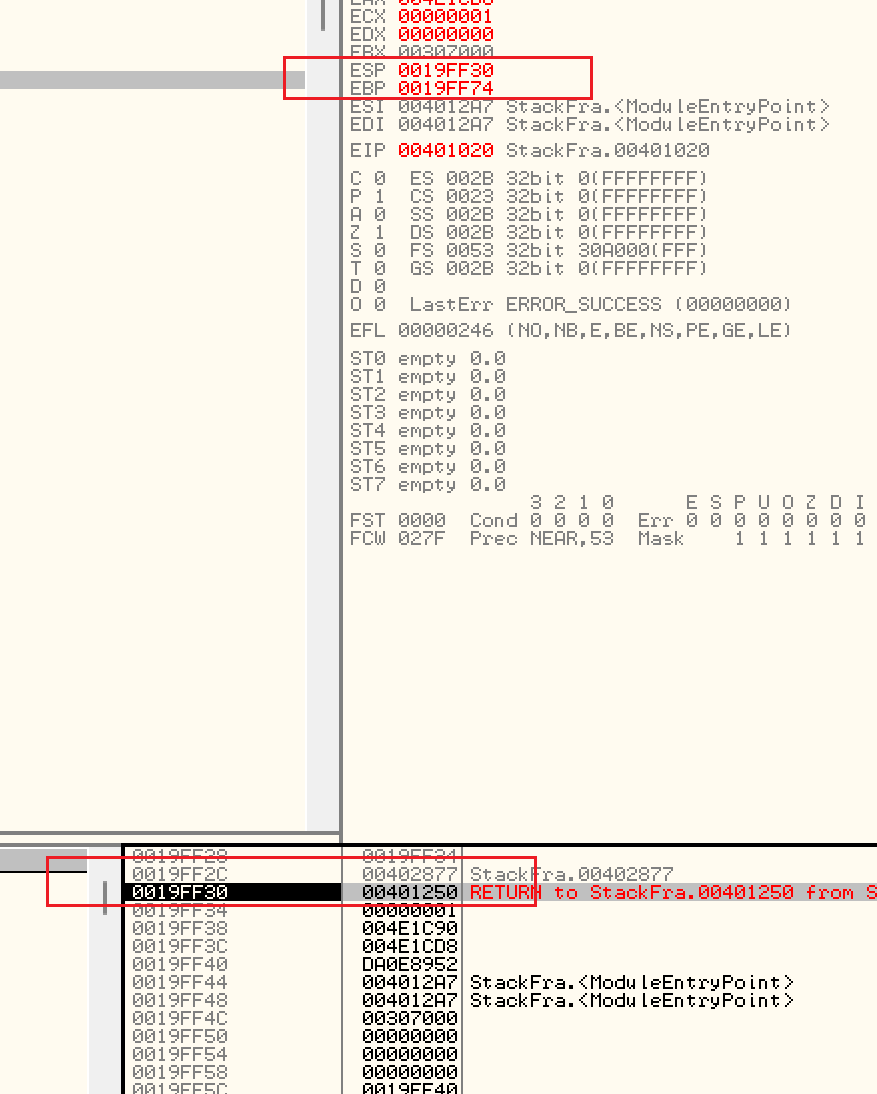 EAX 004E1CD8
ECX 00000001
EDX 00000000
EBX 00307000
ESP 0019FF30
EBP 0019FF74
ESI 004012A7 StackFra.<ModuleEntryPoint>
EDI 004012A7 StackFra.<ModuleEntryPoint>
EIP 00401020 StackFra.00401020
C 0 ES 002B 32bit 0(FFFFFFFF)
P 1 CS 0023 32bit 0(FFFFFFFF)
A 0 SS 002B 32bit 0(FFFFFFFF)
Z 1 DS 002B 32bit 0(FFFFFFFF)
S 0 FS 0053 32bit 30A000(FFF)
T 0 GS 002B 32bit 0(FFFFFFFF)
D 0
O 0 LastErr ERROR_SUCCESS (00000000)
EFL 00000246 (NO,NB,E,BE,NS,PE,GE,LE)
ST0 empty 0.0
ST1 empty 0.0
ST2 empty 0.0
ST3 empty 0.0
ST4 empty 0.0
ST5 empty 0.0
ST6 empty 0.0
ST7 empty 0.0
3 2 1 0 E S P U O Z D I
FST 0000 Cond 0 0 0 0 Err 0 0 0 0 0 0 0 0
FCW 027F Prec NEAR,53 Mask 1 1 1 1 1 1
0019FF28 0019FF34
0019FF2C 00402877 StackFra.00402877
0019FF30 00401250 RETURN to StackFra.00401250 from S
0019FF34 00000001
0019FF38 004E1C90
0019FF3C 004E1CD8
0019FF40 DA0E8952
0019FF44 004012A7 StackFra.<ModuleEntryPoint>
0019FF48 004012A7 StackFra.<ModuleEntryPoint>
0019FF4C 00307000
0019FF50 00000000
0019FF54 00000000
0019FF58 00000000
0019FF5C 0019FF40